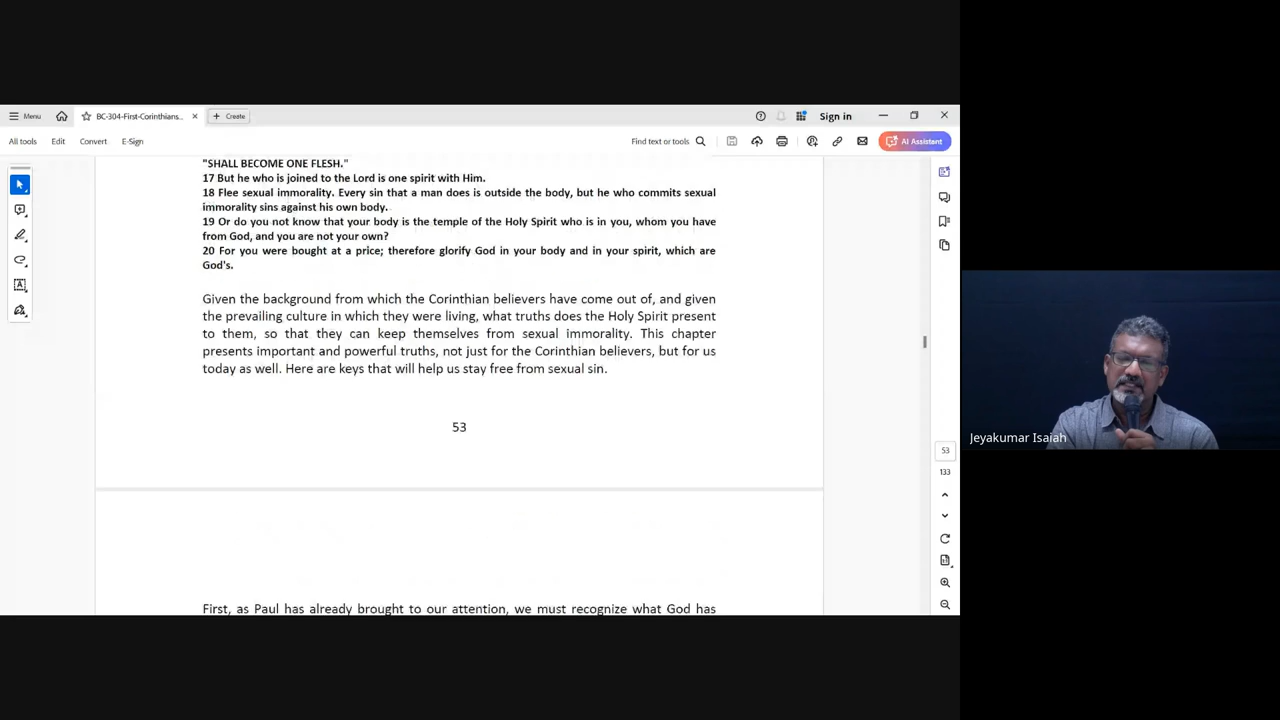 Menu
BC-304-First-Corinthians...
Create
Sign in
All tools
Edit
Convert
E-Sign
Find text or tools
AI Assistant
"SHALL BECOME ONE FLESH."
17 But he who is joined to the Lord is one spirit with Him.
18 Flee sexual immorality. Every sin that a man does is outside the body, but he who commits sexual
immorality sins against his own body.
19 Or do you not know that your body is the temple of the Holy Spirit who is in you, whom you have
from God, and you are not your own?
20 For you were bought at a price; therefore glorify God in your body and in your spirit, which are
God's.
Given the background from which the Corinthian believers have come out of, and given
the prevailing culture in which they were living, what truths does the Holy Spirit present
to them, so that they can keep themselves from sexual immorality. This chapter
presents important and powerful truths, not just for the Corinthian believers, but for us
today as well. Here are keys that will help us stay free from sexual sin.
53
First, as Paul has already brought to our attention, we must recognize what God has
53
133
Jeyakumar Isaiah